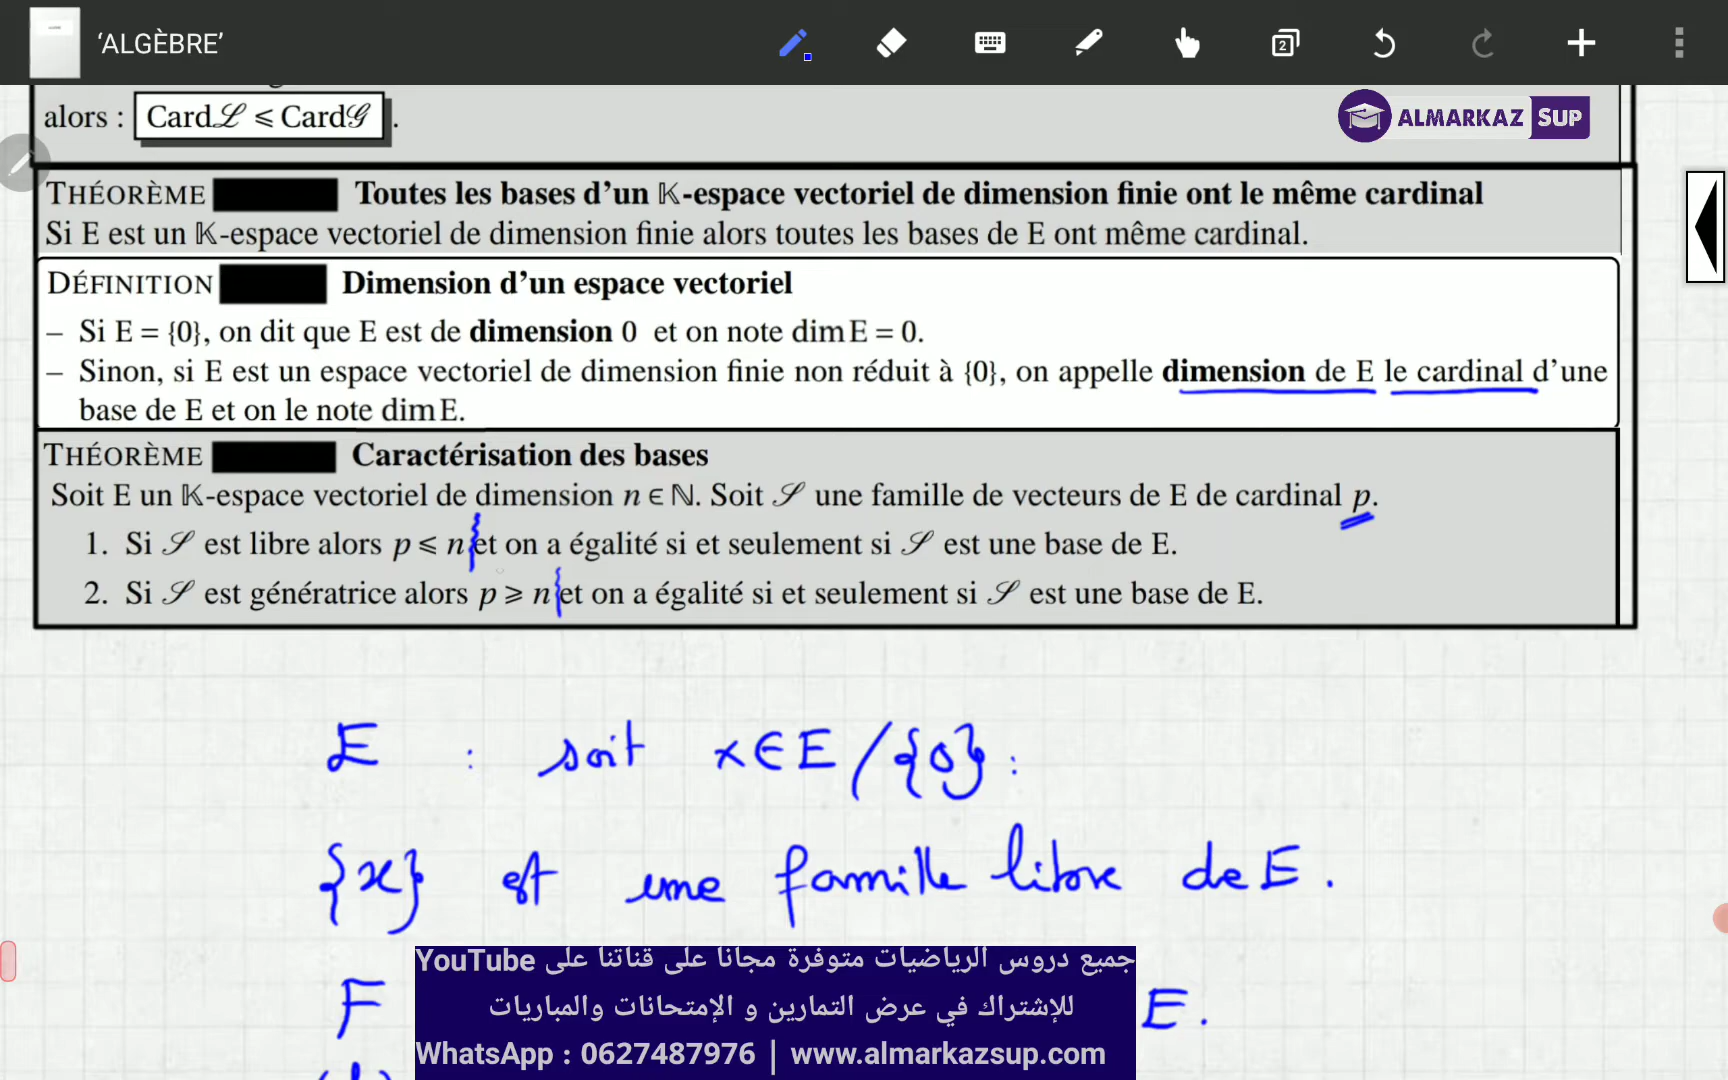 ‘ALGÈBRE’
2
alors : Card ℒ ⩽ Card 𝒢 .
ALMARKAZ SUP
THÉORÈME Toutes les bases d’un 𝕂-espace vectoriel de dimension finie ont le même cardinal
Si E est un 𝕂-espace vectoriel de dimension finie alors toutes les bases de E ont même cardinal.
DÉFINITION Dimension d’un espace vectoriel
– Si E = {0}, on dit que E est de dimension 0 et on note dim E = 0.
– Sinon, si E est un espace vectoriel de dimension finie non réduit à {0}, on appelle dimension de E le cardinal d’une
base de E et on le note dim E.
THÉORÈME Caractérisation des bases
Soit E un 𝕂-espace vectoriel de dimension n ∈ ℕ. Soit 𝒮 une famille de vecteurs de E de cardinal p.
1. Si 𝒮 est libre alors p ⩽ n et on a égalité si et seulement si 𝒮 est une base de E.
2. Si 𝒮 est génératrice alors p ⩾ n et on a égalité si et seulement si 𝒮 est une base de E.
E : soit x ∈ E / {0} :
{x} est une famille libre de E.
F E.
جميع دروس الرياضيات متوفرة مجانا على قناتنا على YouTube
للإشتراك في عرض التمارين و الإمتحانات والمباريات
WhatsApp : 0627487976 | www.almarkazsup.com